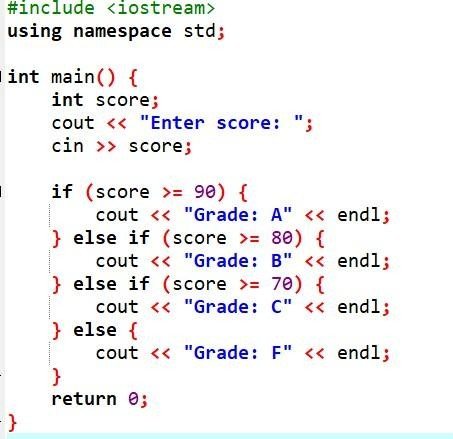 #include <iostream>
using namespace std;

int main() {
    int score;
    cout << "Enter score: ";
    cin >> score;

    if (score >= 90) {
        cout << "Grade: A" << endl;
    } else if (score >= 80) {
        cout << "Grade: B" << endl;
    } else if (score >= 70) {
        cout << "Grade: C" << endl;
    } else {
        cout << "Grade: F" << endl;
    }
    return 0;
}